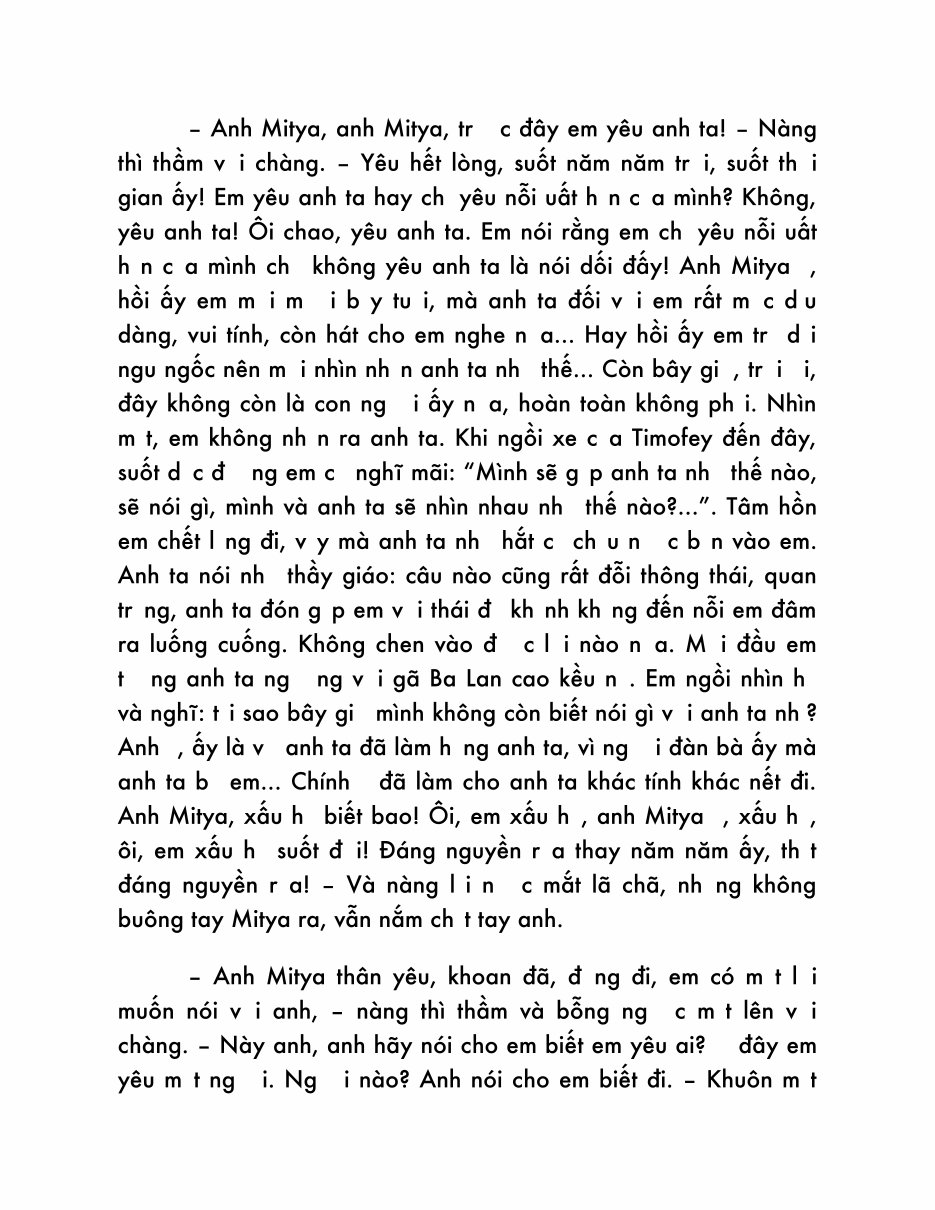 – Anh Mitya, anh Mitya, tr c đây em yêu anh ta! – Nàng
thì thầm v i chàng. – Yêu hết lòng, suốt năm năm tr i, suốt th i
gian ấy! Em yêu anh ta hay ch yêu nỗi uất h n c a mình? Không,
yêu anh ta! Ôi chao, yêu anh ta. Em nói rằng em ch yêu nỗi uất
h n c a mình ch không yêu anh ta là nói dối đấy! Anh Mitya ,
hồi ấy em m i m i b y tu i, mà anh ta đối v i em rất m c d u
dàng, vui tính, còn hát cho em nghe n a... Hay hồi ấy em tr d i
ngu ngốc nên m i nhìn nh n anh ta nh thế... Còn bây gi , tr i i,
đây không còn là con ng i ấy n a, hoàn toàn không ph i. Nhìn
m t, em không nh n ra anh ta. Khi ngồi xe c a Timofey đến đây,
suốt d c đ ng em c nghĩ mãi: “Mình sẽ g p anh ta nh thế nào,
sẽ nói gì, mình và anh ta sẽ nhìn nhau nh thế nào?...”. Tâm hồn
em chết l ng đi, v y mà anh ta nh hắt c ch u n c b n vào em.
Anh ta nói nh thầy giáo: câu nào cũng rất đỗi thông thái, quan
tr ng, anh ta đón g p em v i thái đ kh nh kh ng đến nỗi em đâm
ra luống cuống. Không chen vào đ c l i nào n a. M i đầu em
t ng anh ta ng ng v i gã Ba Lan cao kều n . Em ngồi nhìn h
và nghĩ: t i sao bây gi mình không còn biết nói gì v i anh ta nh ?
Anh , ấy là v anh ta đã làm h ng anh ta, vì ng i đàn bà ấy mà
anh ta b em... Chính đã làm cho anh ta khác tính khác nết đi.
Anh Mitya, xấu h biết bao! Ôi, em xấu h , anh Mitya , xấu h ,
ôi, em xấu h suốt đ i! Đáng nguyền r a thay năm năm ấy, th t
đáng nguyền r a! – Và nàng l i n c mắt lã chã, nh ng không
buông tay Mitya ra, vẫn nắm ch t tay anh.
– Anh Mitya thân yêu, khoan đã, đ ng đi, em có m t l i
muốn nói v i anh, – nàng thì thầm và bỗng ng c m t lên v i
chàng. – Này anh, anh hãy nói cho em biết em yêu ai? đây em
yêu m t ng i. Ng i nào? Anh nói cho em biết đi. – Khuôn m t